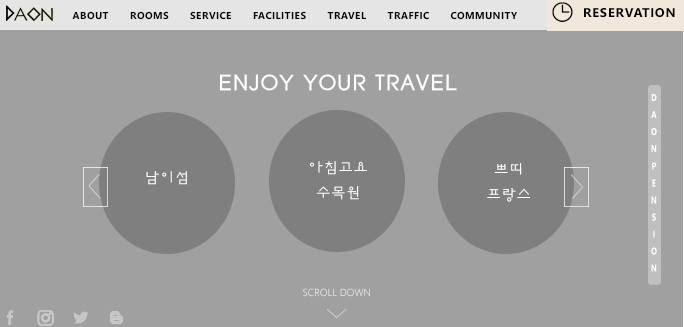 DAON ABOUT ROOMS SERVICE FACILITIES TRAVEL TRAFFIC COMMUNITY RESERVATION
ENJOY YOUR TRAVEL
남이섬
아침고요
수목원
쁘띠
프랑스
DAONPENSION
SCROLL DOWN